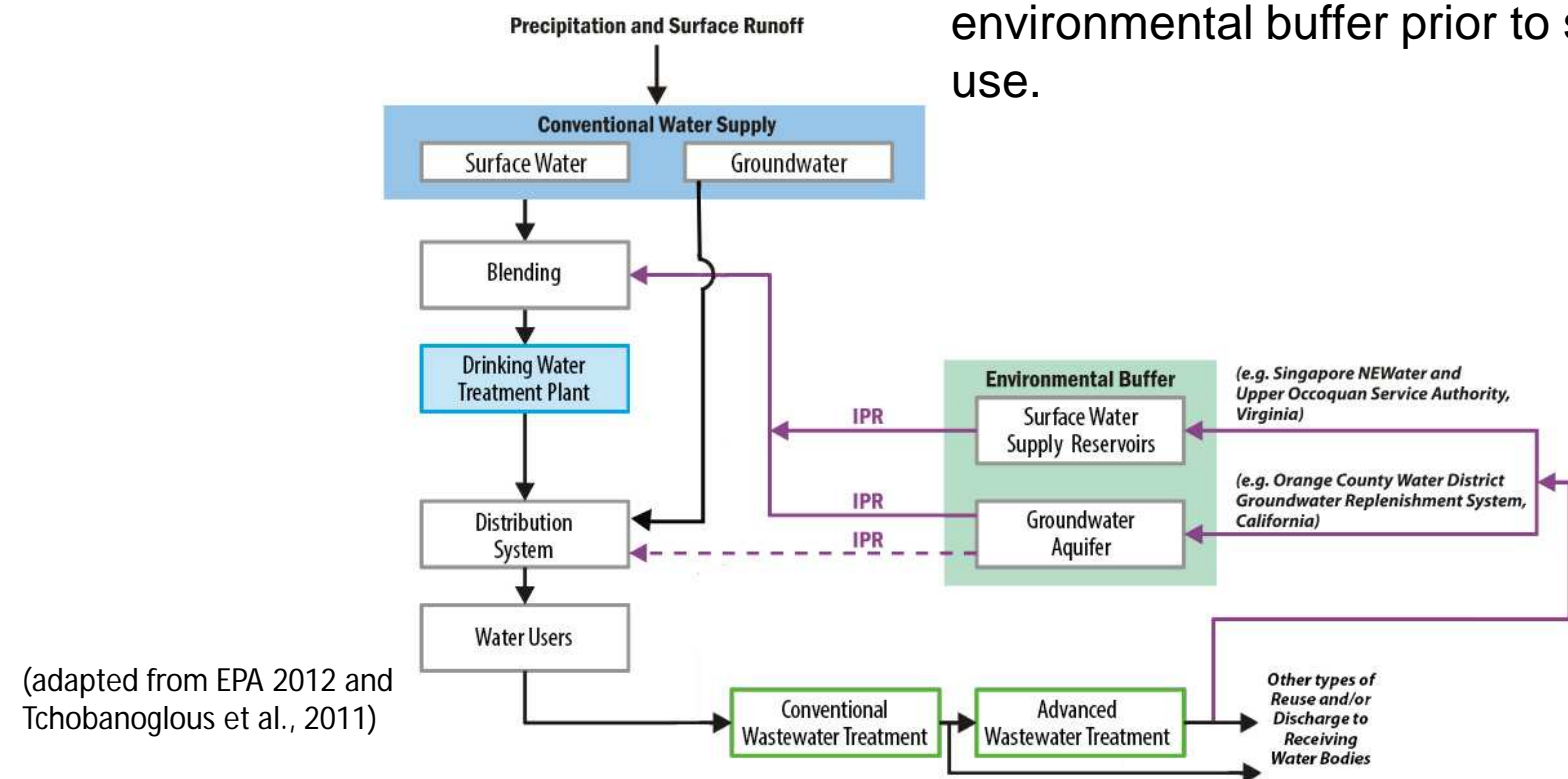 environmental buffer prior to
use.
Precipitation and Surface Runoff
Conventional Water Supply
Surface Water
Groundwater
Blending
Drinking Water
Treatment Plant
Distribution
System
Water Users
IPR
IPR
IPR
Environmental Buffer
Surface Water
Supply Reservoirs
Groundwater
Aquifer
(e.g. Singapore NEWater and
Upper Occoquan Service Authority,
Virginia)
(e.g. Orange County Water District
Groundwater Replenishment System,
California)
(adapted from EPA 2012 and
Tchobanoglous et al., 2011)
Conventional
Wastewater Treatment
Advanced
Wastewater Treatment
Other types of
Reuse and/or
Discharge to
Receiving
Water Bodies